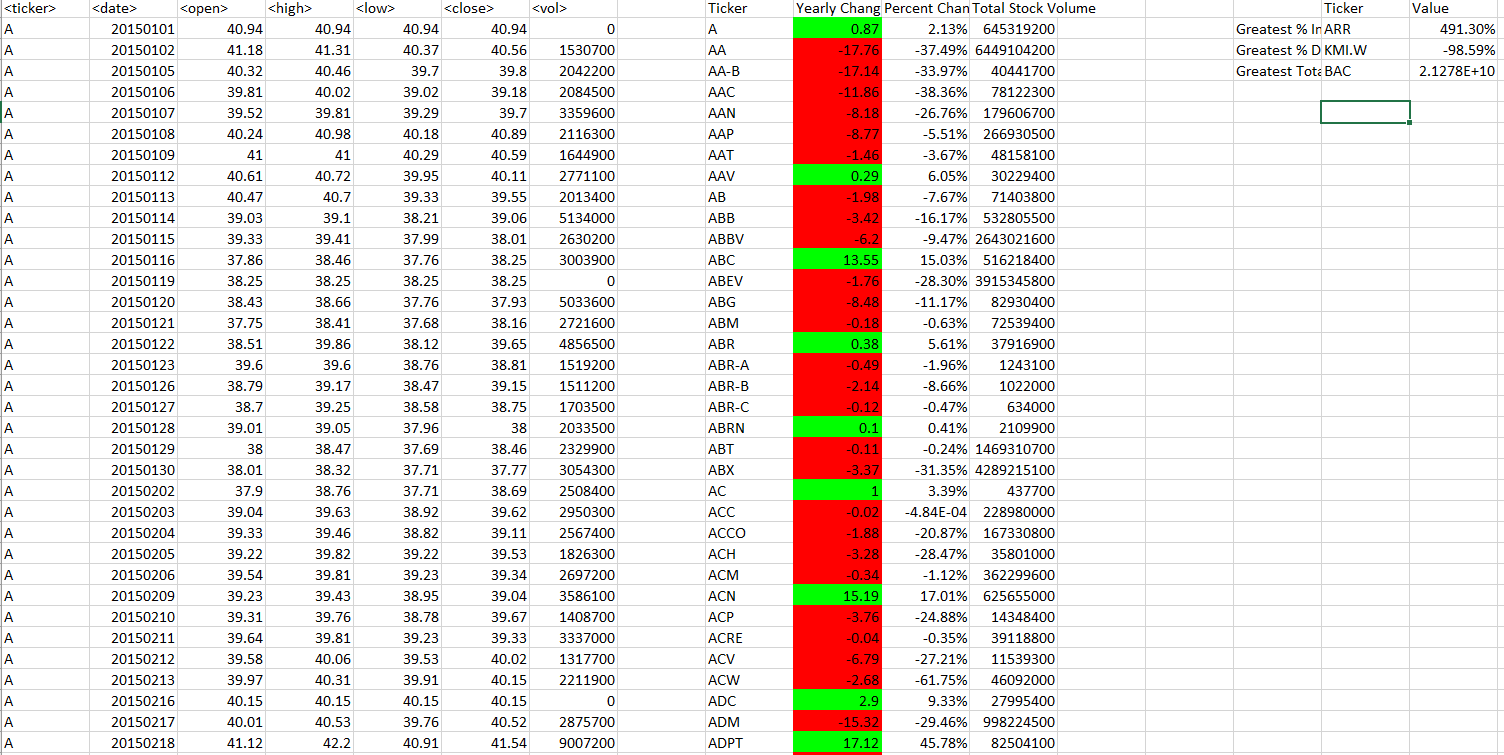 <ticker> <date> <open> <high> <low> <close> <vol> Ticker Yearly Chang Percent Chan Total Stock Volume Ticker Value
A 20150101 40.94 40.94 40.94 40.94 0 A 0.87 2.13% 645319200 Greatest % In ARR 491.30%
A 20150102 41.18 41.31 40.37 40.56 1530700 AA -17.76 -37.49% 6449104200 Greatest % D KMI.W -98.59%
A 20150105 40.32 40.46 39.7 39.8 2042200 AA-B -17.14 -33.97% 40441700 Greatest Tota BAC 2.1278E+10
A 20150106 39.81 40.02 39.02 39.18 2084500 AAC -11.86 -38.36% 78122300
A 20150107 39.52 39.81 39.29 39.7 3359600 AAN -8.18 -26.76% 179606700
A 20150108 40.24 40.98 40.18 40.89 2116300 AAP -8.77 -5.51% 266930500
A 20150109 41 41 40.29 40.59 1644900 AAT -1.46 -3.67% 48158100
A 20150112 40.61 40.72 39.95 40.11 2771100 AAV 0.29 6.05% 30229400
A 20150113 40.47 40.7 39.33 39.55 2013400 AB -1.98 -7.67% 71403800
A 20150114 39.03 39.1 38.21 39.06 5134000 ABB -3.42 -16.17% 532805500
A 20150115 39.33 39.41 37.99 38.01 2630200 ABBV -6.2 -9.47% 2643021600
A 20150116 37.86 38.46 37.76 38.25 3003900 ABC 13.55 15.03% 516218400
A 20150119 38.25 38.25 38.25 38.25 0 ABEV -1.76 -28.30% 3915345800
A 20150120 38.43 38.66 37.76 37.93 5033600 ABG -8.48 -11.17% 82930400
A 20150121 37.75 38.41 37.68 38.16 2721600 ABM -0.18 -0.63% 72539400
A 20150122 38.51 39.86 38.12 39.65 4856500 ABR 0.38 5.61% 37916900
A 20150123 39.6 39.6 38.76 38.81 1519200 ABR-A -0.49 -1.96% 1243100
A 20150126 38.79 39.17 38.47 39.15 1511200 ABR-B -2.14 -8.66% 1022000
A 20150127 38.7 39.25 38.58 38.75 1703500 ABR-C -0.12 -0.47% 634000
A 20150128 39.01 39.05 37.96 38 2033500 ABRN 0.1 0.41% 2109900
A 20150129 38 38.47 37.69 38.46 2329900 ABT -0.11 -0.24% 1469310700
A 20150130 38.01 38.32 37.71 37.77 3054300 ABX -3.37 -31.35% 4289215100
A 20150202 37.9 38.76 37.71 38.69 2508400 AC 1 3.39% 437700
A 20150203 39.04 39.63 38.92 39.62 2950300 ACC -0.02 -4.84E-04 228980000
A 20150204 39.33 39.46 38.82 39.11 2567400 ACCO -1.88 -20.87% 167330800
A 20150205 39.22 39.82 39.22 39.53 1826300 ACH -3.28 -28.47% 35801000
A 20150206 39.54 39.81 39.23 39.34 2697200 ACM -0.34 -1.12% 362299600
A 20150209 39.23 39.43 38.95 39.04 3586100 ACN 15.19 17.01% 625655000
A 20150210 39.31 39.76 38.78 39.67 1408700 ACP -3.76 -24.88% 14348400
A 20150211 39.64 39.81 39.23 39.33 3337000 ACRE -0.04 -0.35% 39118800
A 20150212 39.58 40.06 39.53 40.02 1317700 ACV -6.79 -27.21% 11539300
A 20150213 39.97 40.31 39.91 40.15 2211900 ACW -2.68 -61.75% 46092000
A 20150216 40.15 40.15 40.15 40.15 0 ADC 2.9 9.33% 27995400
A 20150217 40.01 40.53 39.76 40.52 2875700 ADM -15.32 -29.46% 998224500
A 20150218 41.12 42.2 40.91 41.54 9007200 ADPT 17.12 45.78% 82504100